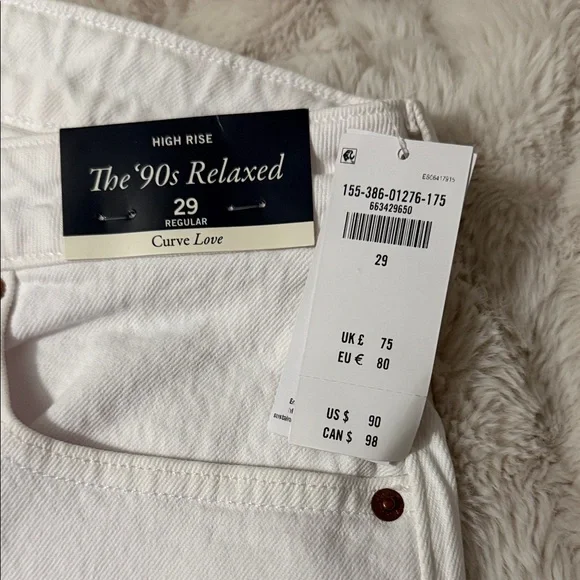 HIGH RISE
The '90s Relaxed
29
REGULAR
Curve Love
155-386-01276-175
663429650
29
UK £ 75
EU € 80
US $ 90
CAN $ 98